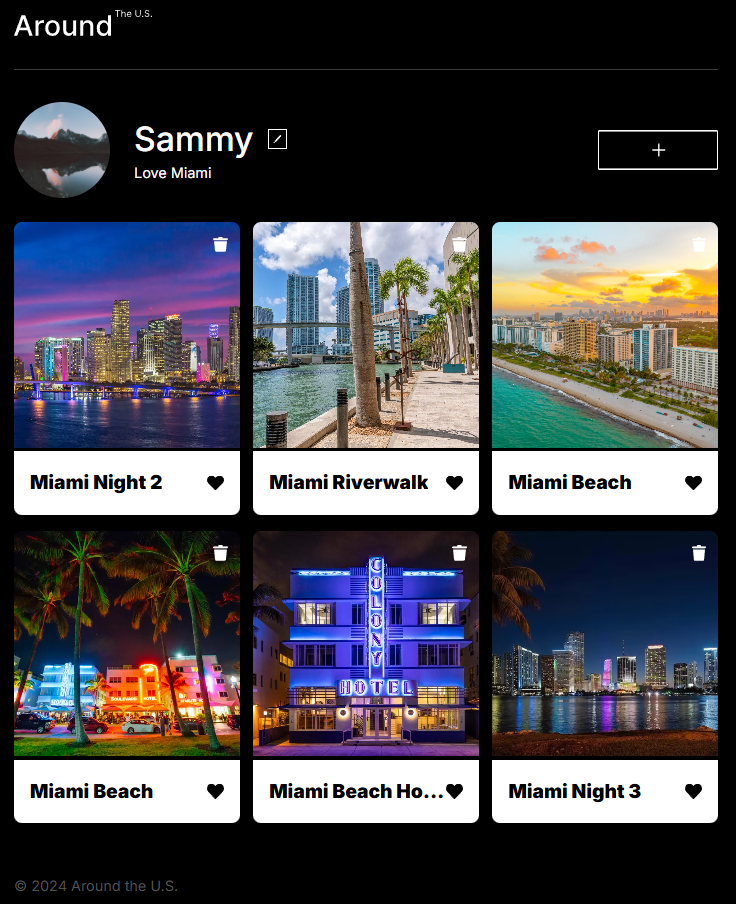 Around The U.S.
Sammy
Love Miami
Miami Night 2
Miami Riverwalk
Miami Beach
COLONY
HOTEL
Miami Beach
Miami Beach Ho...
Miami Night 3
© 2024 Around the U.S.